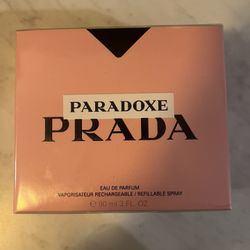 PARADOXE
PRADA
EAU DE PARFUM
VAPORISATEUR RECHARGEABLE / REFILLABLE SPRAY
℮ 90 ml 3 FL. OZ